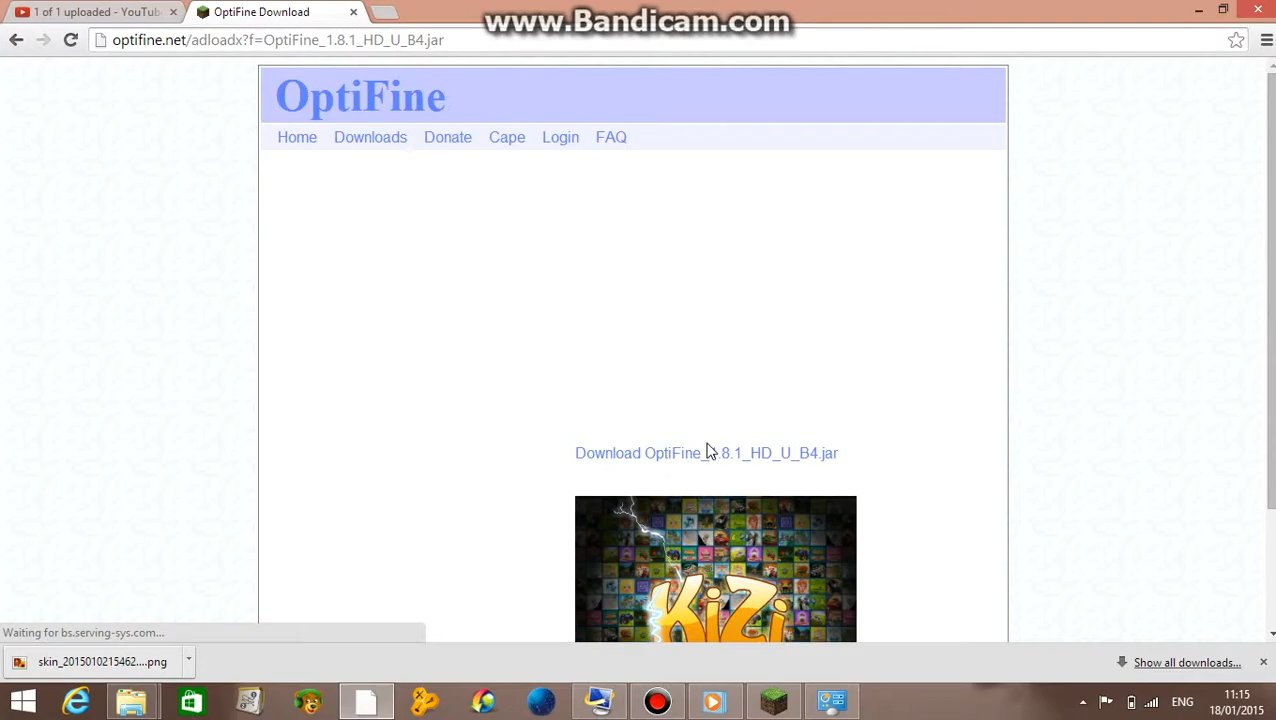 www.Bandicam.com
1 of 1 uploaded - YouTub
OptiFine Download
optifine.net/adloadx?f=OptiFine_1.8.1_HD_U_B4.jar
OptiFine
Home Downloads Donate Cape Login FAQ
Download OptiFine_1.8.1_HD_U_B4.jar
KiZi
Waiting for bs.serving-sys.com...
skin_2015010215462....png
Show all downloads...
ENG
11:15
18/01/2015